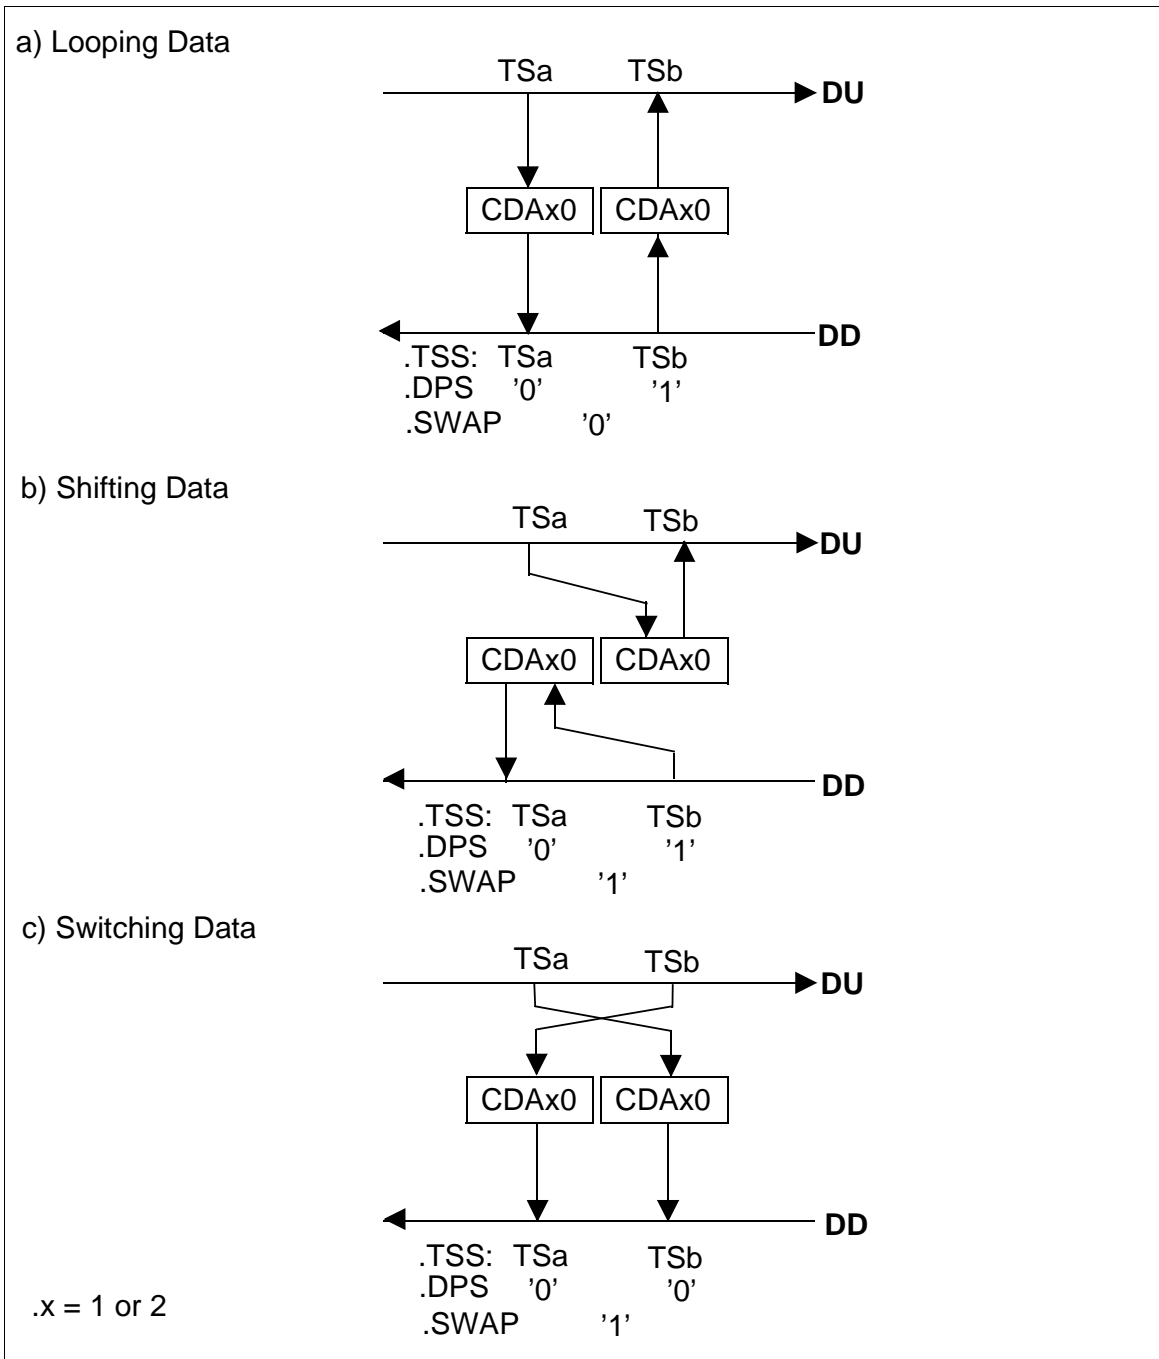 a) Looping Data
TSa TSb
DU
CDAx0 CDAx0
DD
.TSS: TSa TSb
.DPS ’0’ ’1’
.SWAP ’0’
b) Shifting Data
TSa TSb
DU
CDAx0 CDAx0
DD
.TSS: TSa TSb
.DPS ’0’ ’1’
.SWAP ’1’
c) Switching Data
TSa TSb
DU
CDAx0 CDAx0
DD
.TSS: TSa TSb
.DPS ’0’ ’0’
.x = 1 or 2
.SWAP ’1’